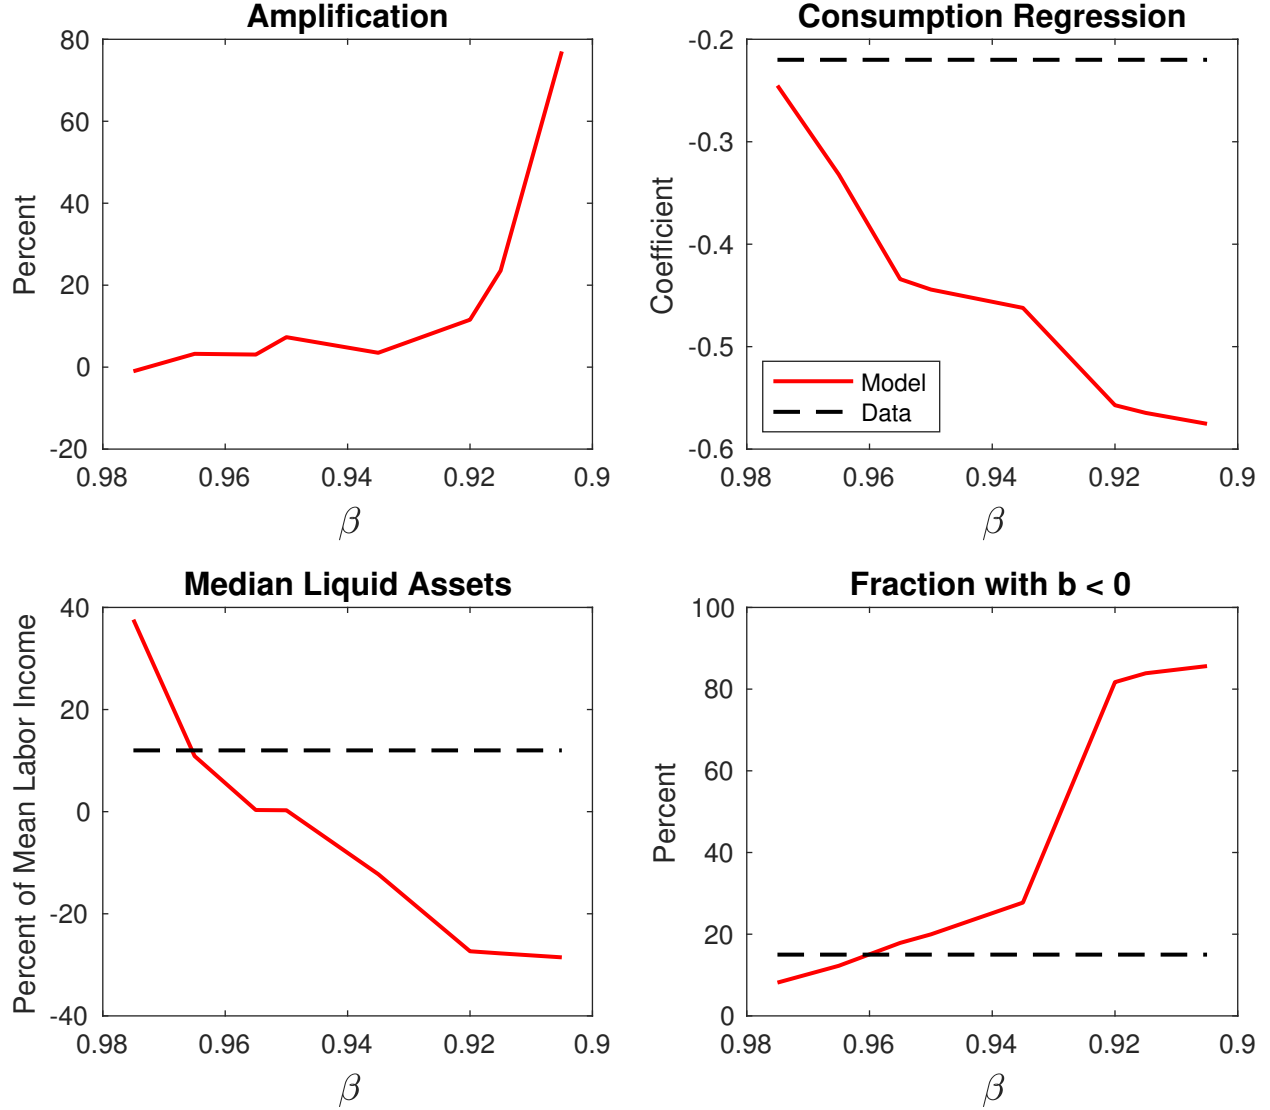 Amplification
80
60
40
20
0
-20
Percent
0.98 0.96 0.94 0.92 0.9
β
Consumption Regression
-0.2
-0.3
-0.4
-0.5
-0.6
Coefficient
Model
Data
0.98 0.96 0.94 0.92 0.9
β
Median Liquid Assets
40
20
0
-20
-40
Percent of Mean Labor Income
0.98 0.96 0.94 0.92 0.9
β
Fraction with b < 0
100
80
60
40
20
0
Percent
0.98 0.96 0.94 0.92 0.9
β